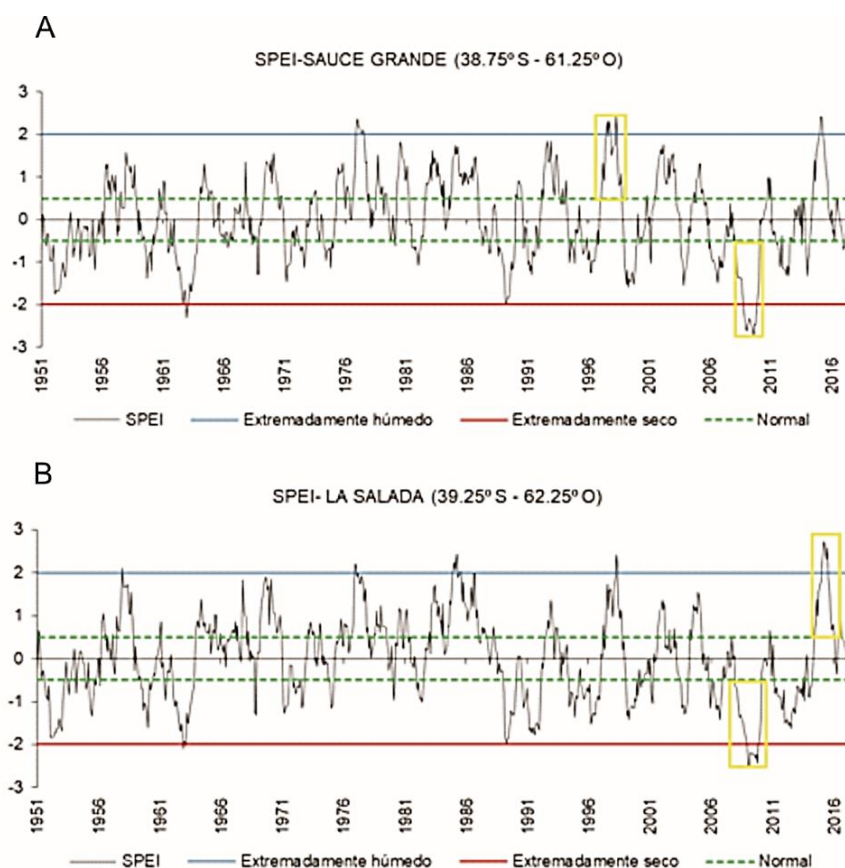 A
SPEI-SAUCE GRANDE (38.75º S - 61.25º O)
3
2
1
0
-1
-2
-3
1951 1956 1961 1966 1971 1976 1981 1986 1991 1996 2001 2006 2011 2016
SPEI Extremadamente húmedo Extremadamente seco Normal
B
SPEI- LA SALADA (39.25º S - 62.25º O)
3
2
1
0
-1
-2
-3
1951 1956 1961 1966 1971 1976 1981 1986 1991 1996 2001 2006 2011 2016
SPEI Extremadamente húmedo Extremadamente seco Normal